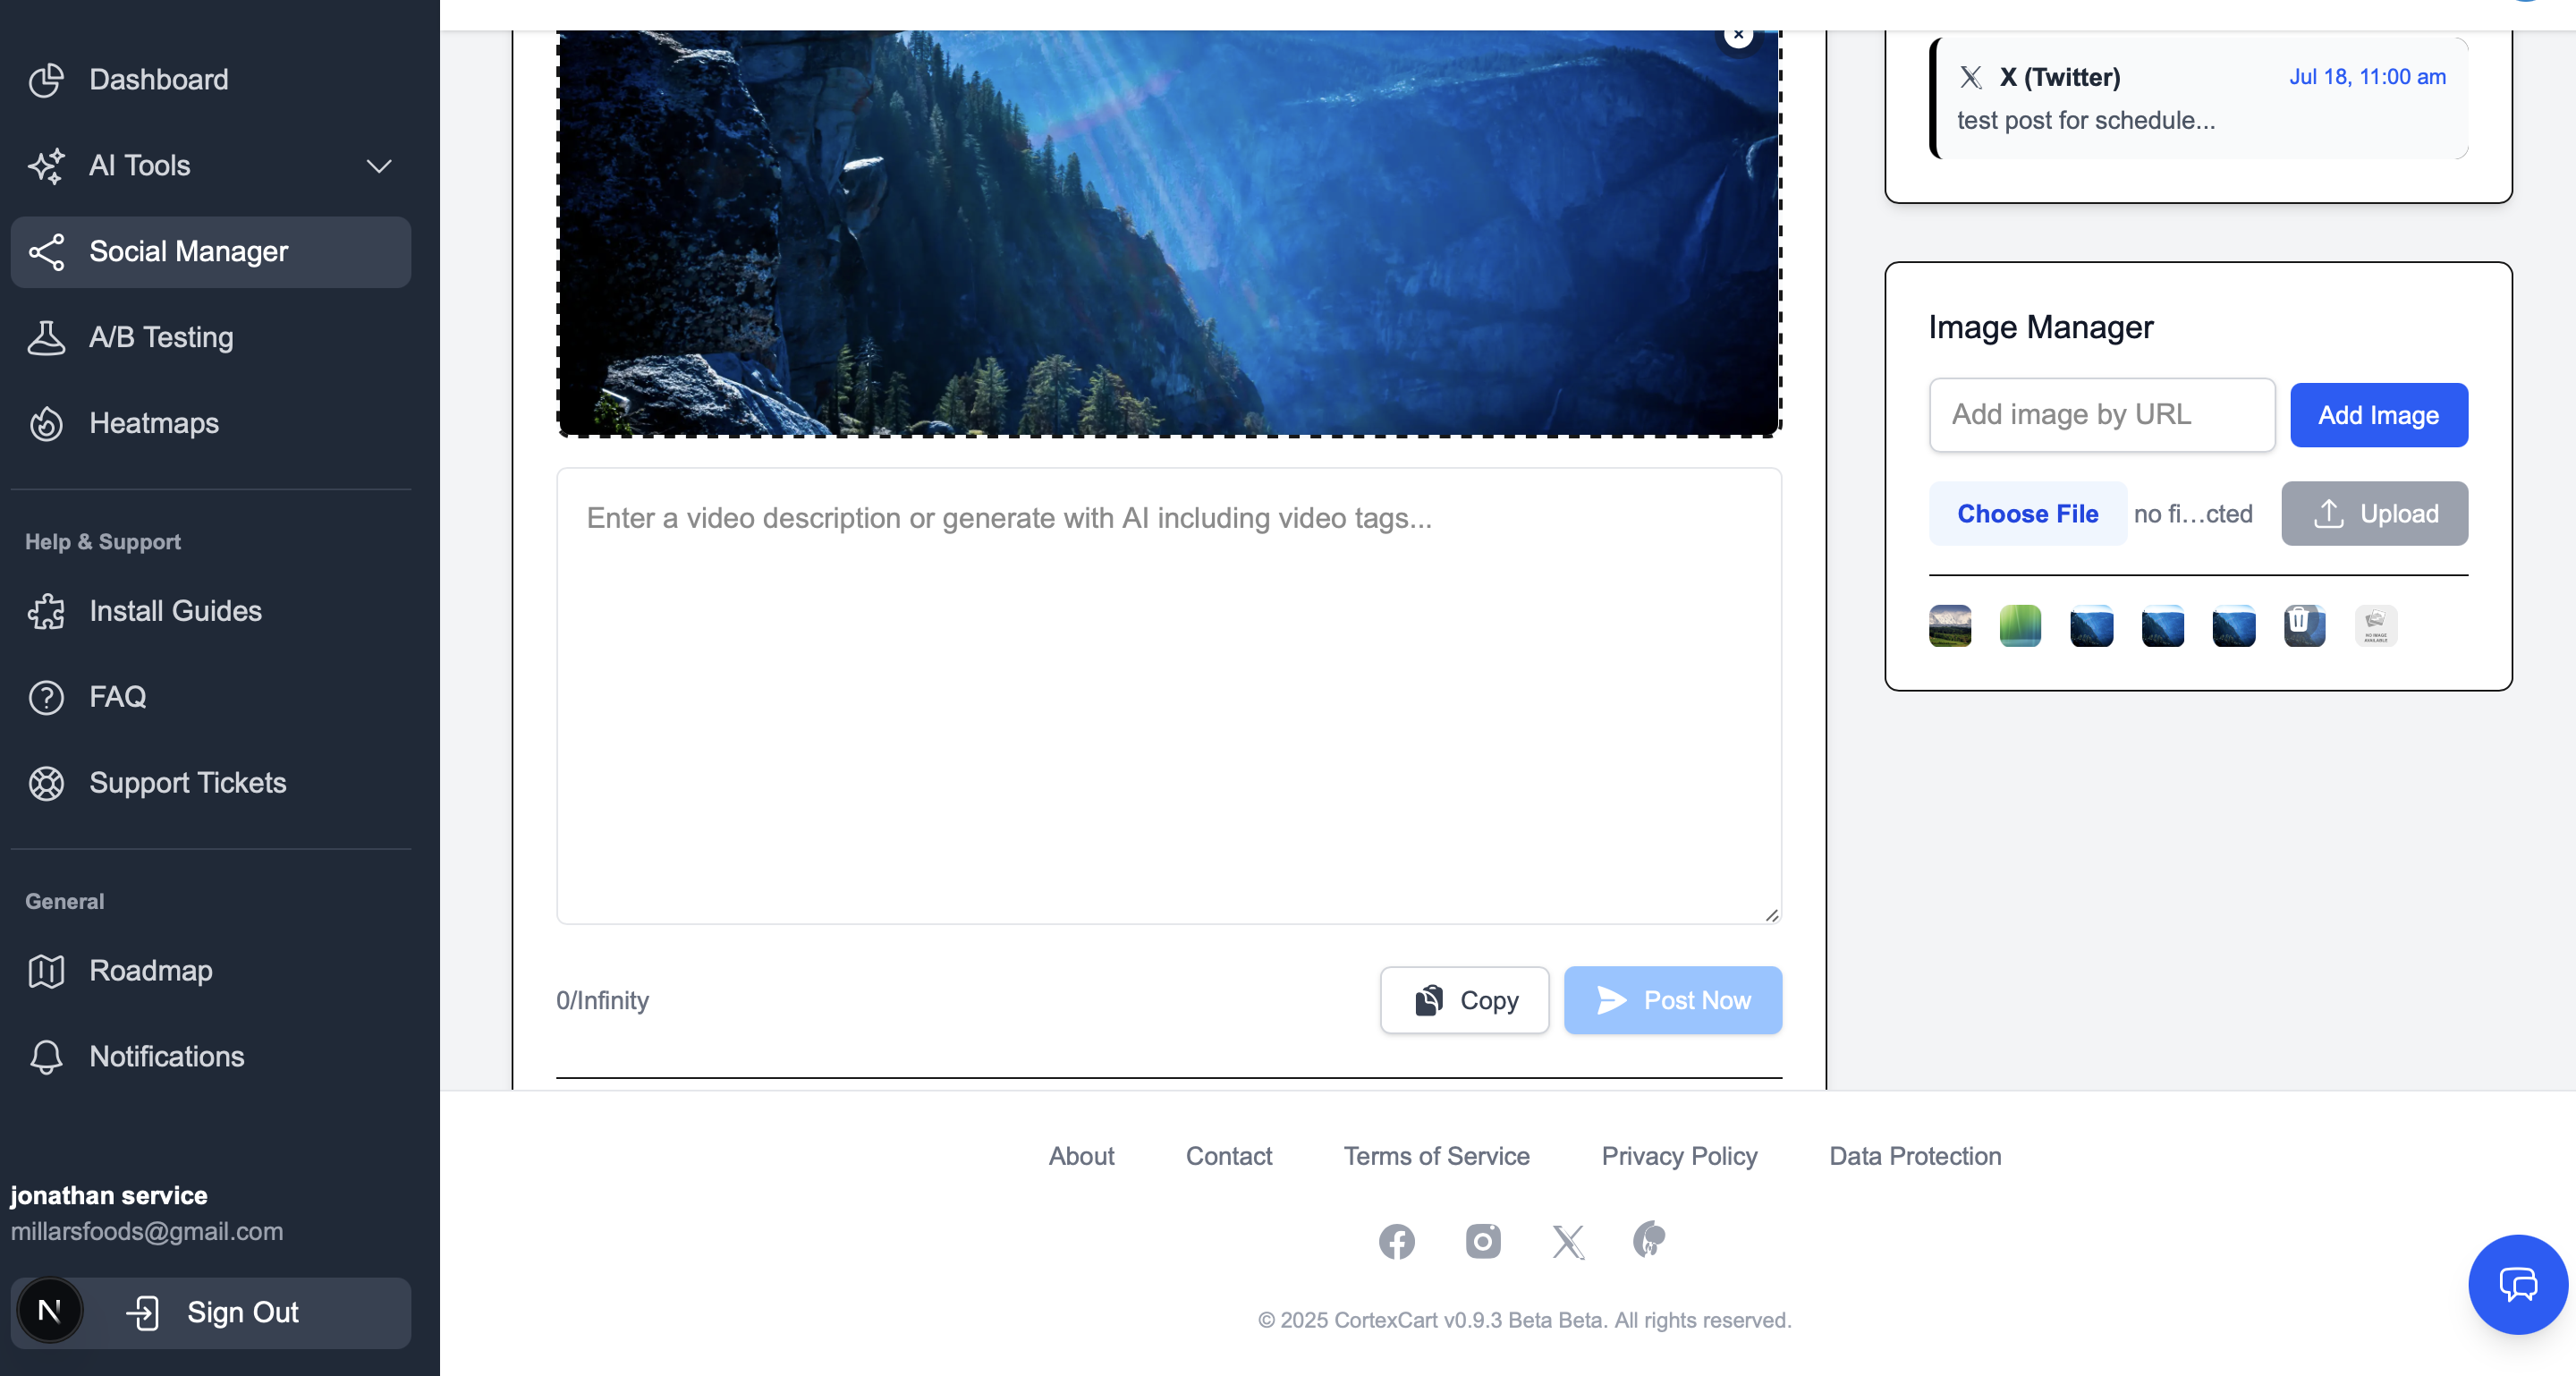 Dashboard
AI Tools
Social Manager
A/B Testing
Heatmaps
Help & Support
Install Guides
FAQ
Support Tickets
General
Roadmap
Notifications
jonathan service
millarsfoods@gmail.com
N
Sign Out
Enter a video description or generate with AI including video tags...
0/Infinity
Copy
Post Now
X (Twitter)
Jul 18, 11:00 am
test post for schedule...
Image Manager
Add image by URL
Add Image
Choose File
no fi...cted
Upload
NO IMAGE
AVAILABLE
About
Contact
Terms of Service
Privacy Policy
Data Protection
© 2025 CortexCart v0.9.3 Beta Beta. All rights reserved.